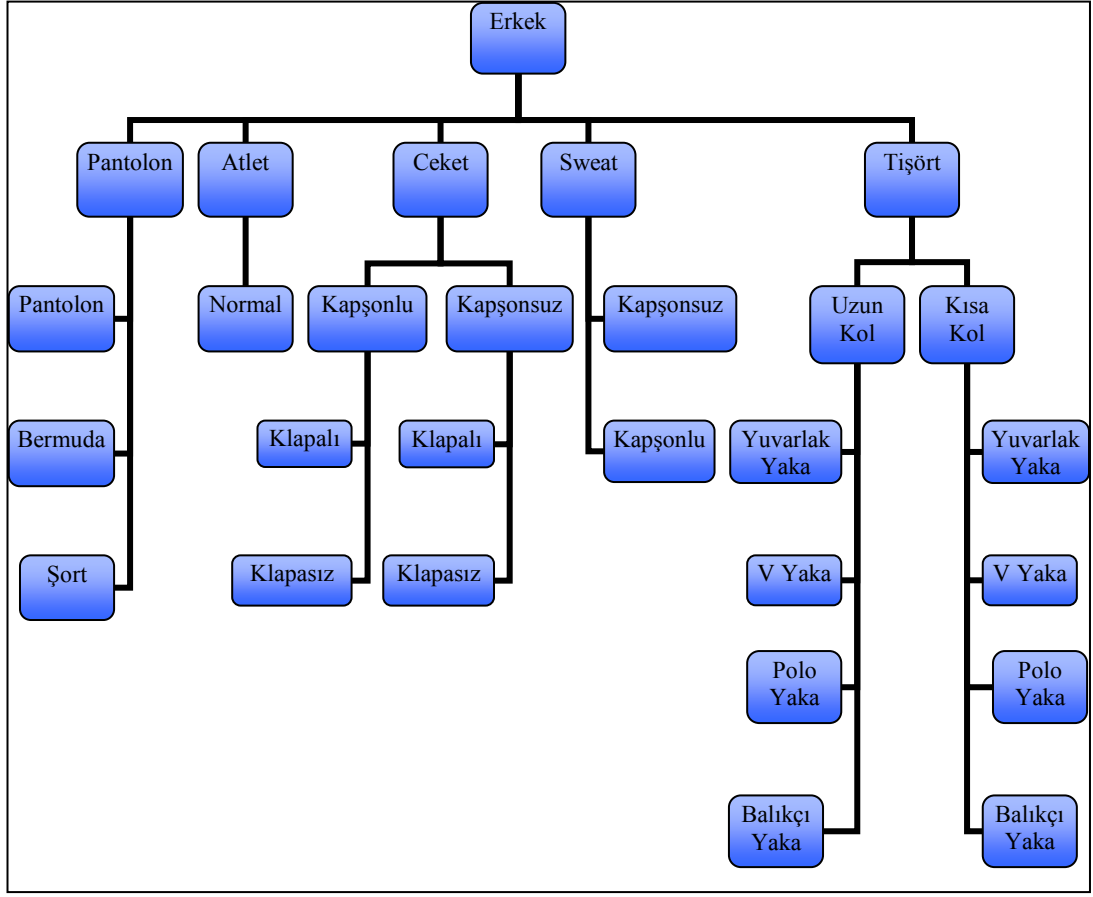 Erkek
Pantolon
Atlet
Ceket
Sweat
Tişört
Pantolon
Normal
Kapşonlu
Kapşonsuz
Kapşonsuz
Uzun
Kol
Kısa
Kol
Bermuda
Klapalı
Klapalı
Kapşonlu
Yuvarlak
Yaka
Yuvarlak
Yaka
Şort
Klapasız
Klapasız
V Yaka
V Yaka
Polo
Yaka
Polo
Yaka
Balıkçı
Yaka
Balıkçı
Yaka